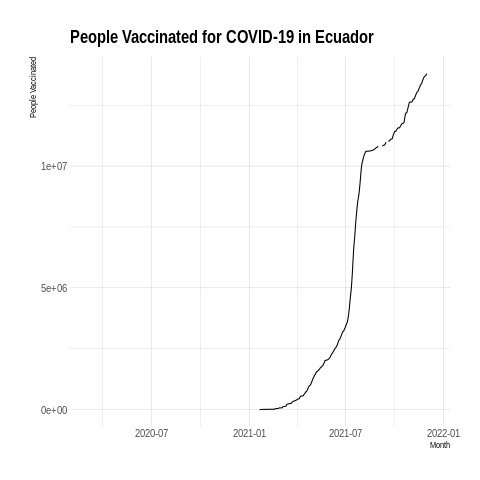 People Vaccinated for COVID-19 in Ecuador
People Vaccinated
1e+07
5e+06
0e+00
2020-07 2021-01 2021-07 2022-01
Month